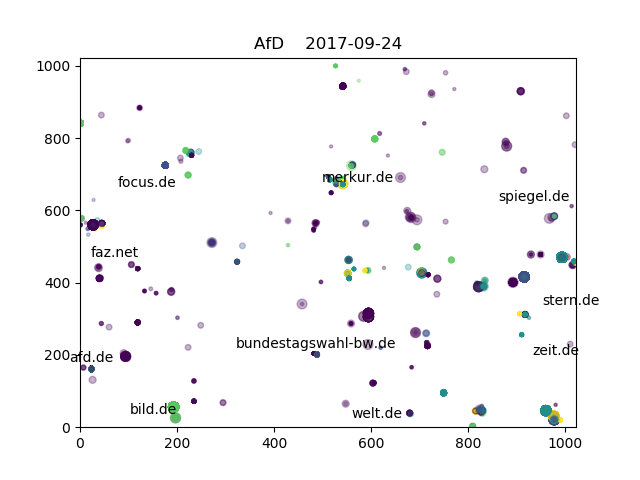 AfD 2017-09-24
1000
800
merkur.de
focus.de
spiegel.de
600
faz.net
400
stern.de
bundestagswahl-bw.de
zeit.de
200
afd.de
bild.de
welt.de
0
0 200 400 600 800 1000